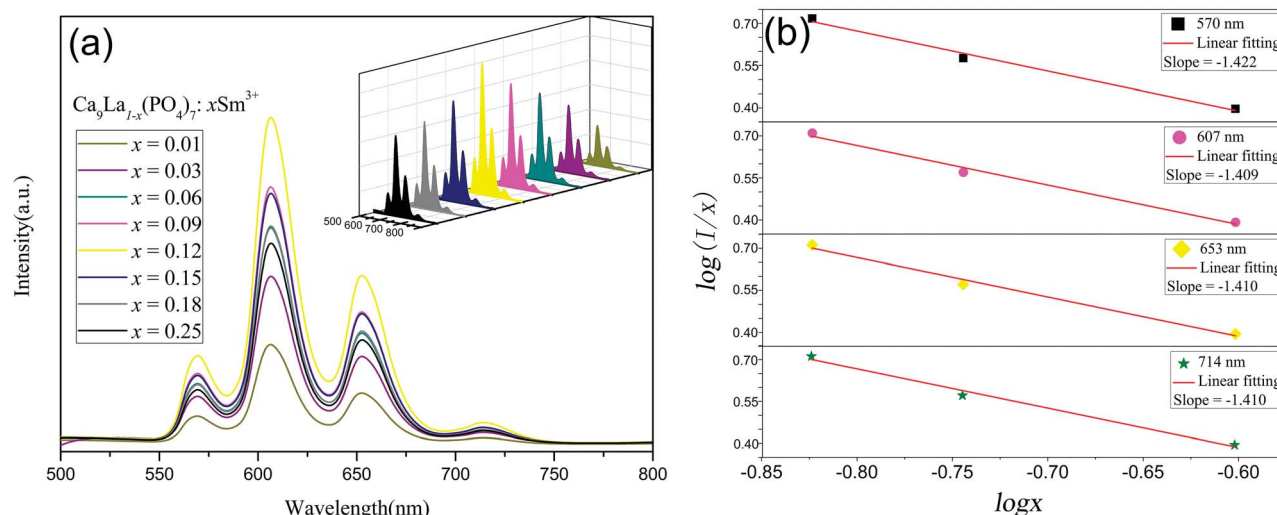 (a)
Ca₉La₁₋ₓ(PO₄)₇: xSm³⁺
x = 0.01
x = 0.03
x = 0.06
x = 0.09
x = 0.12
x = 0.15
x = 0.18
x = 0.25
500 600 700 800
Intensity(a.u.)
500 550 600 650 700 750 800
Wavelength(nm)
(b)
log(I/x)
0.70
0.55
0.40
570 nm
Linear fitting
Slope = -1.422
0.70
0.55
0.40
607 nm
Linear fitting
Slope = -1.409
0.70
0.55
0.40
653 nm
Linear fitting
Slope = -1.410
0.70
0.55
0.40
714 nm
Linear fitting
Slope = -1.410
-0.85 -0.80 -0.75 -0.70 -0.65 -0.60
logx